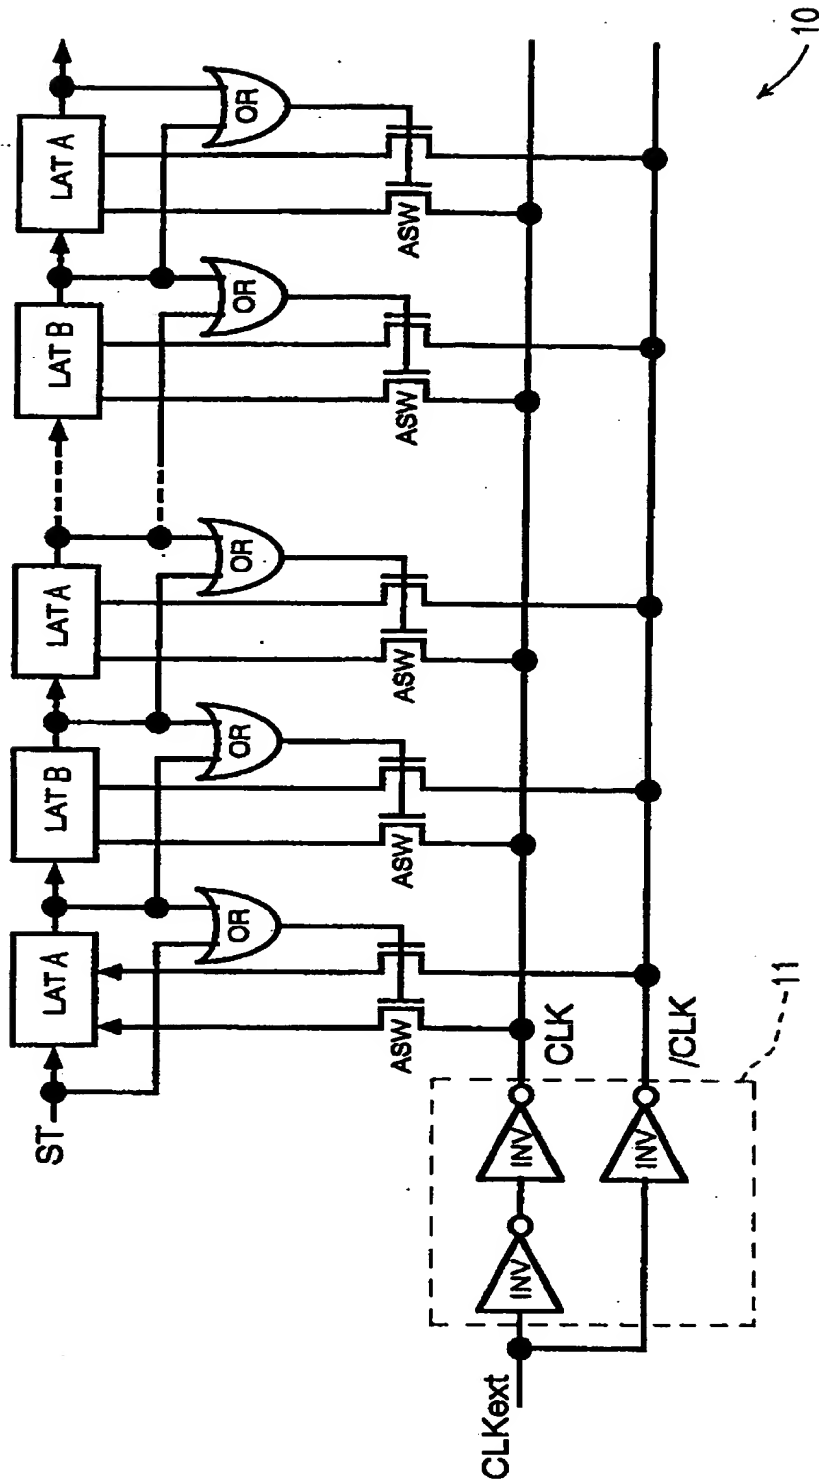 ST
LAT A
LAT B
LAT A
LAT B
LAT A
OR
OR
OR
OR
OR
ASW
ASW
ASW
ASW
ASW
CLKext
INV
INV
INV
CLK
/CLK
11
10